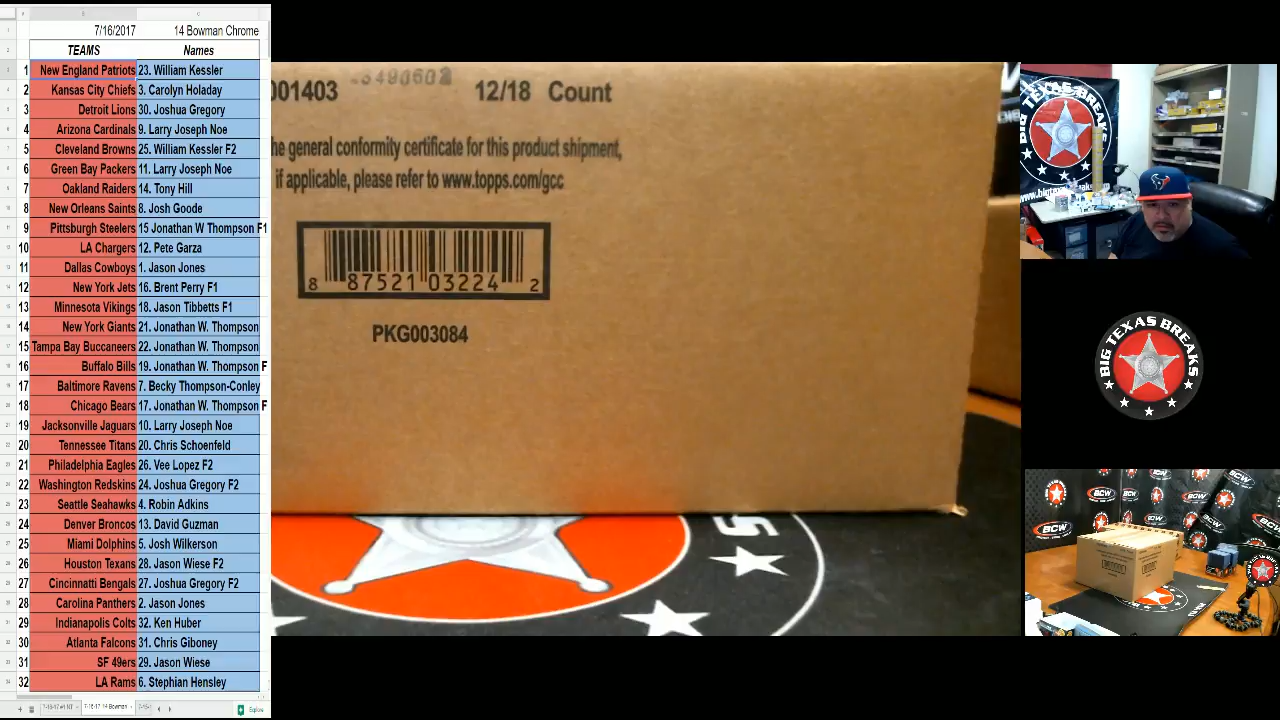 7/16/2017 14 Bowman Chrome
TEAMS Names
1 New England Patriots 23. William Kessler
2 Kansas City Chiefs 3. Carolyn Holaday
3 Detroit Lions 30. Joshua Gregory
4 Arizona Cardinals 9. Larry Joseph Noe
5 Cleveland Browns 25. William Kessler F2
6 Green Bay Packers 11. Larry Joseph Noe
7 Oakland Raiders 14. Tony Hill
8 New Orleans Saints 8. Josh Goode
9 Pittsburgh Steelers 15 Jonathan W Thompson F1
10 LA Chargers 12. Pete Garza
11 Dallas Cowboys 1. Jason Jones
12 New York Jets 16. Brent Perry F1
13 Minnesota Vikings 18. Jason Tibbetts F1
14 New York Giants 21. Jonathan W. Thompson
15 Tampa Bay Buccaneers 22. Jonathan W. Thompson
16 Buffalo Bills 19. Jonathan W. Thompson F
17 Baltimore Ravens 7. Becky Thompson-Conley
18 Chicago Bears 17. Jonathan W. Thompson F
19 Jacksonville Jaguars 10. Larry Joseph Noe
20 Tennessee Titans 20. Chris Schoenfeld
21 Philadelphia Eagles 26. Vee Lopez F2
22 Washington Redskins 24. Joshua Gregory F2
23 Seattle Seahawks 4. Robin Adkins
24 Denver Broncos 13. David Guzman
25 Miami Dolphins 5. Josh Wilkerson
26 Houston Texans 28. Jason Wiese F2
27 Cincinnatti Bengals 27. Joshua Gregory F2
28 Carolina Panthers 2. Jason Jones
29 Indianapolis Colts 32. Ken Huber
30 Atlanta Falcons 31. Chris Giboney
31 SF 49ers 29. Jason Wiese
32 LA Rams 6. Stephian Hensley
Explore
001403 12/18 Count
he general conformity certificate for this product shipment,
if applicable, please refer to www.topps.com/gcc
8 87521 03224 2
PKG003084
BIG TEXAS BREAKS
BIG TEXAS BREAKS
BCW
BCW
BCW
BCW